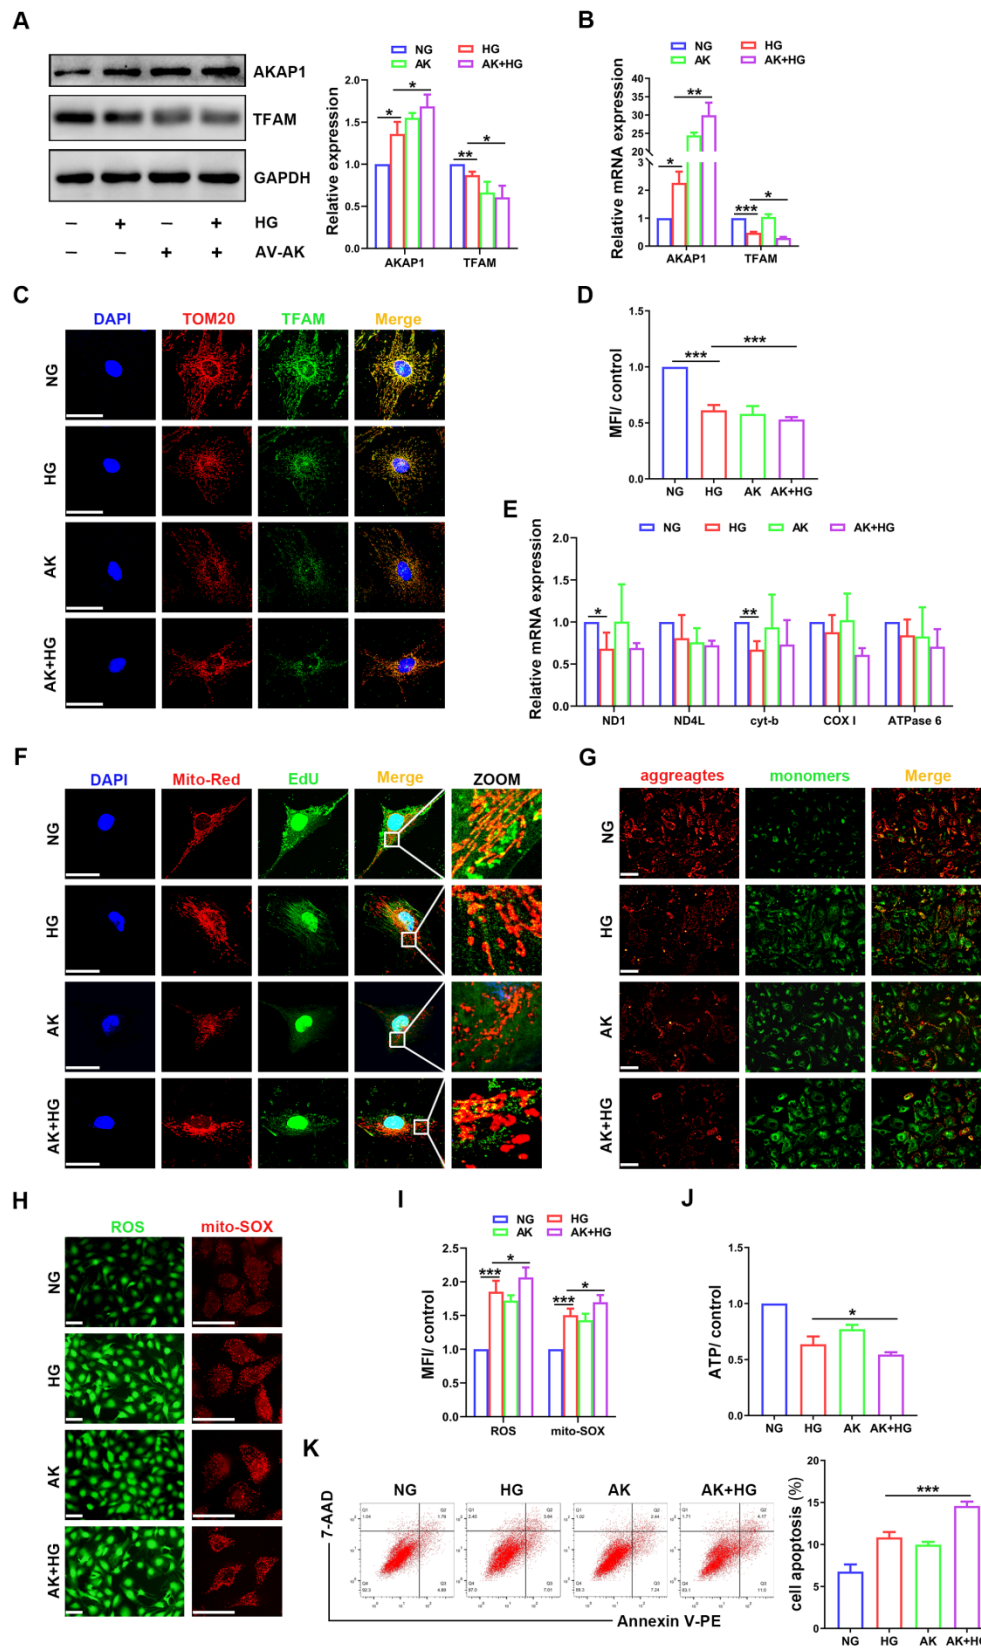 A
AKAP1
TFAM
GAPDH
– + – + HG
– – + + AV-AK
NG HG
AK AK+HG
Relative expression
2.0
1.5
1.0
0.5
0.0
* * ** *
AKAP1 TFAM
B
NG HG
AK AK+HG
Relative mRNA expression
40
35
30
25
20
3
2
1
0
* ** *** *
AKAP1 TFAM
C
DAPI TOM20 TFAM Merge
NG
HG
AK
AK+HG
D
MFI/ control
1.5
1.0
0.5
0.0
*** ***
NG HG AK AK+HG
E
NG HG AK AK+HG
Relative mRNA expression
2.0
1.5
1.0
0.5
0.0
* **
ND1 ND4L cyt-b COX I ATPase 6
F
DAPI Mito-Red EdU Merge ZOOM
NG
HG
AK
AK+HG
G
aggreagtes monomers Merge
NG
HG
AK
AK+HG
H
ROS mito-SOX
NG
HG
AK
AK+HG
I
NG HG
AK AK+HG
MFI/ control
2.5
2.0
1.5
1.0
0.5
0.0
*** * *** *
ROS mito-SOX
J
ATP/ control
1.5
1.0
0.5
0.0
*
NG HG AK AK+HG
K
NG HG AK AK+HG
7-AAD
Annexin V-PE
cell apoptosis (%)
20
15
10
5
0
***
NG HG AK AK+HG